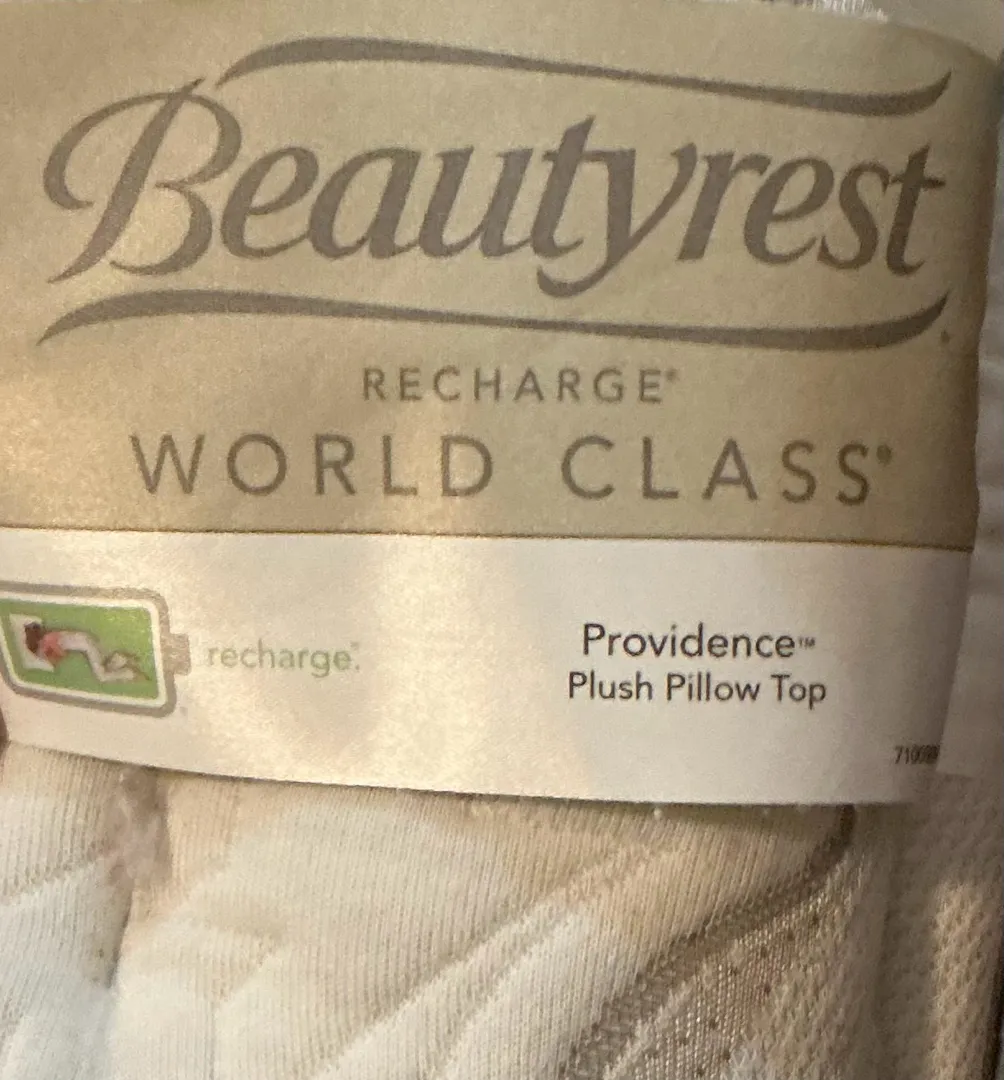 Beautyrest
RECHARGE®
WORLD CLASS®
recharge.
Providence™
Plush Pillow Top